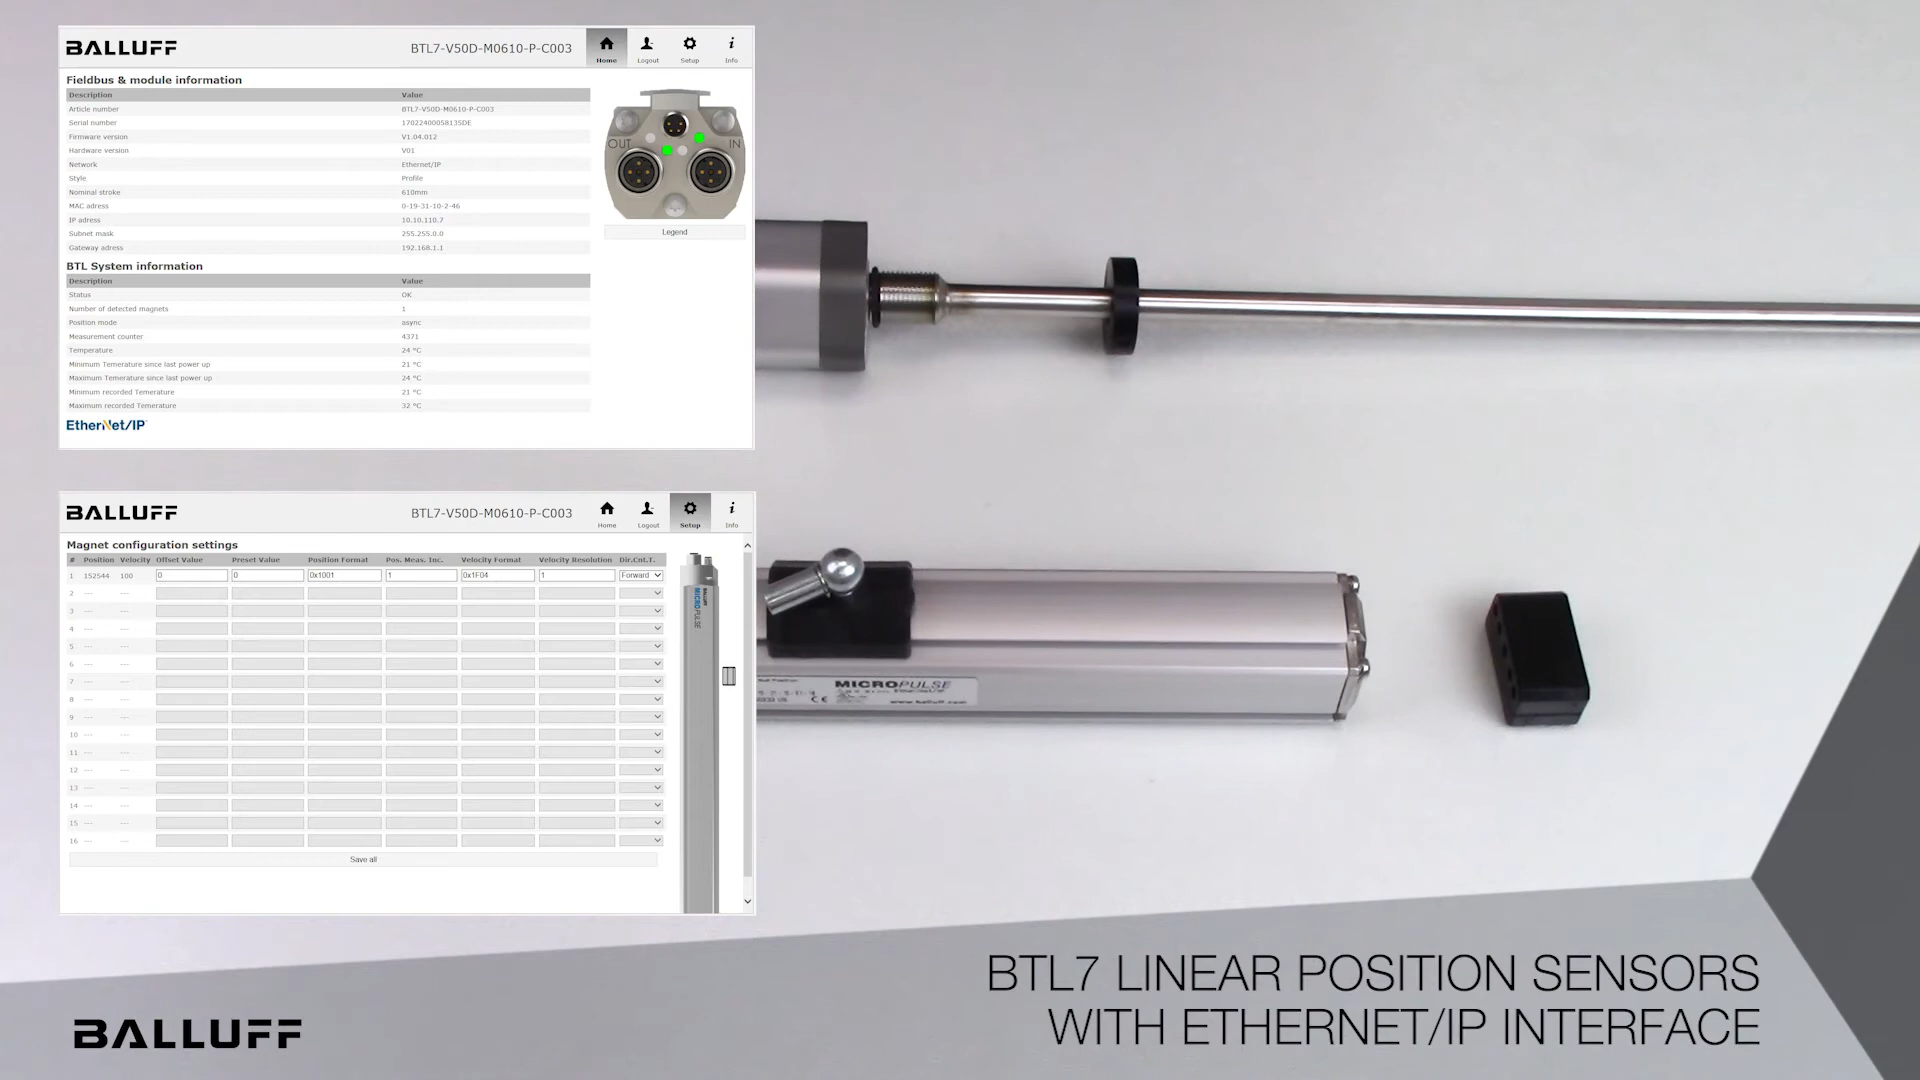 BALLUFF
BTL7-V50D-M0610-P-C003
Home
Logout
Setup
Info
Fieldbus & module information
Description Value
Article number BTL7-V50D-M0610-P-C003
Serial number 17022400058135DE
Firmware version V1.04.012
Hardware version V01
Network Ethernet/IP
Style Profile
Nominal stroke 610mm
MAC adress 0-19-31-10-2-46
IP adress 10.10.110.7
Subnet mask 255.255.0.0
Gateway adress 192.168.1.1
OUT IN
Legend
BTL System information
Description Value
Status OK
Number of detected magnets 1
Position mode async
Measurement counter 4371
Temperature 24 °C
Minimum Temerature since last power up 21 °C
Maximum Temerature since last power up 24 °C
Minimum recorded Temerature 21 °C
Maximum recorded Temerature 32 °C
EtherNet/IP
BALLUFF
BTL7-V50D-M0610-P-C003
Home
Logout
Setup
Info
Magnet configuration settings
# Position Velocity Offset Value Preset Value Position Format Pos. Meas. Inc. Velocity Format Velocity Resolution Dir.Cnt.T.
1 152544 100 0 0 0x1001 1 0x1F04 1 Forward
2 --- ---
3 --- ---
4 --- ---
5 --- ---
6 --- ---
7 --- ---
8 --- ---
9 --- ---
10 --- ---
11 --- ---
12 --- ---
13 --- ---
14 --- ---
15 --- ---
16 --- ---
Save all
BALLUFF
MICROPULSE
MICROPULSE
www.balluff.com
BTL7 LINEAR POSITION SENSORS
WITH ETHERNET/IP INTERFACE
BALLUFF